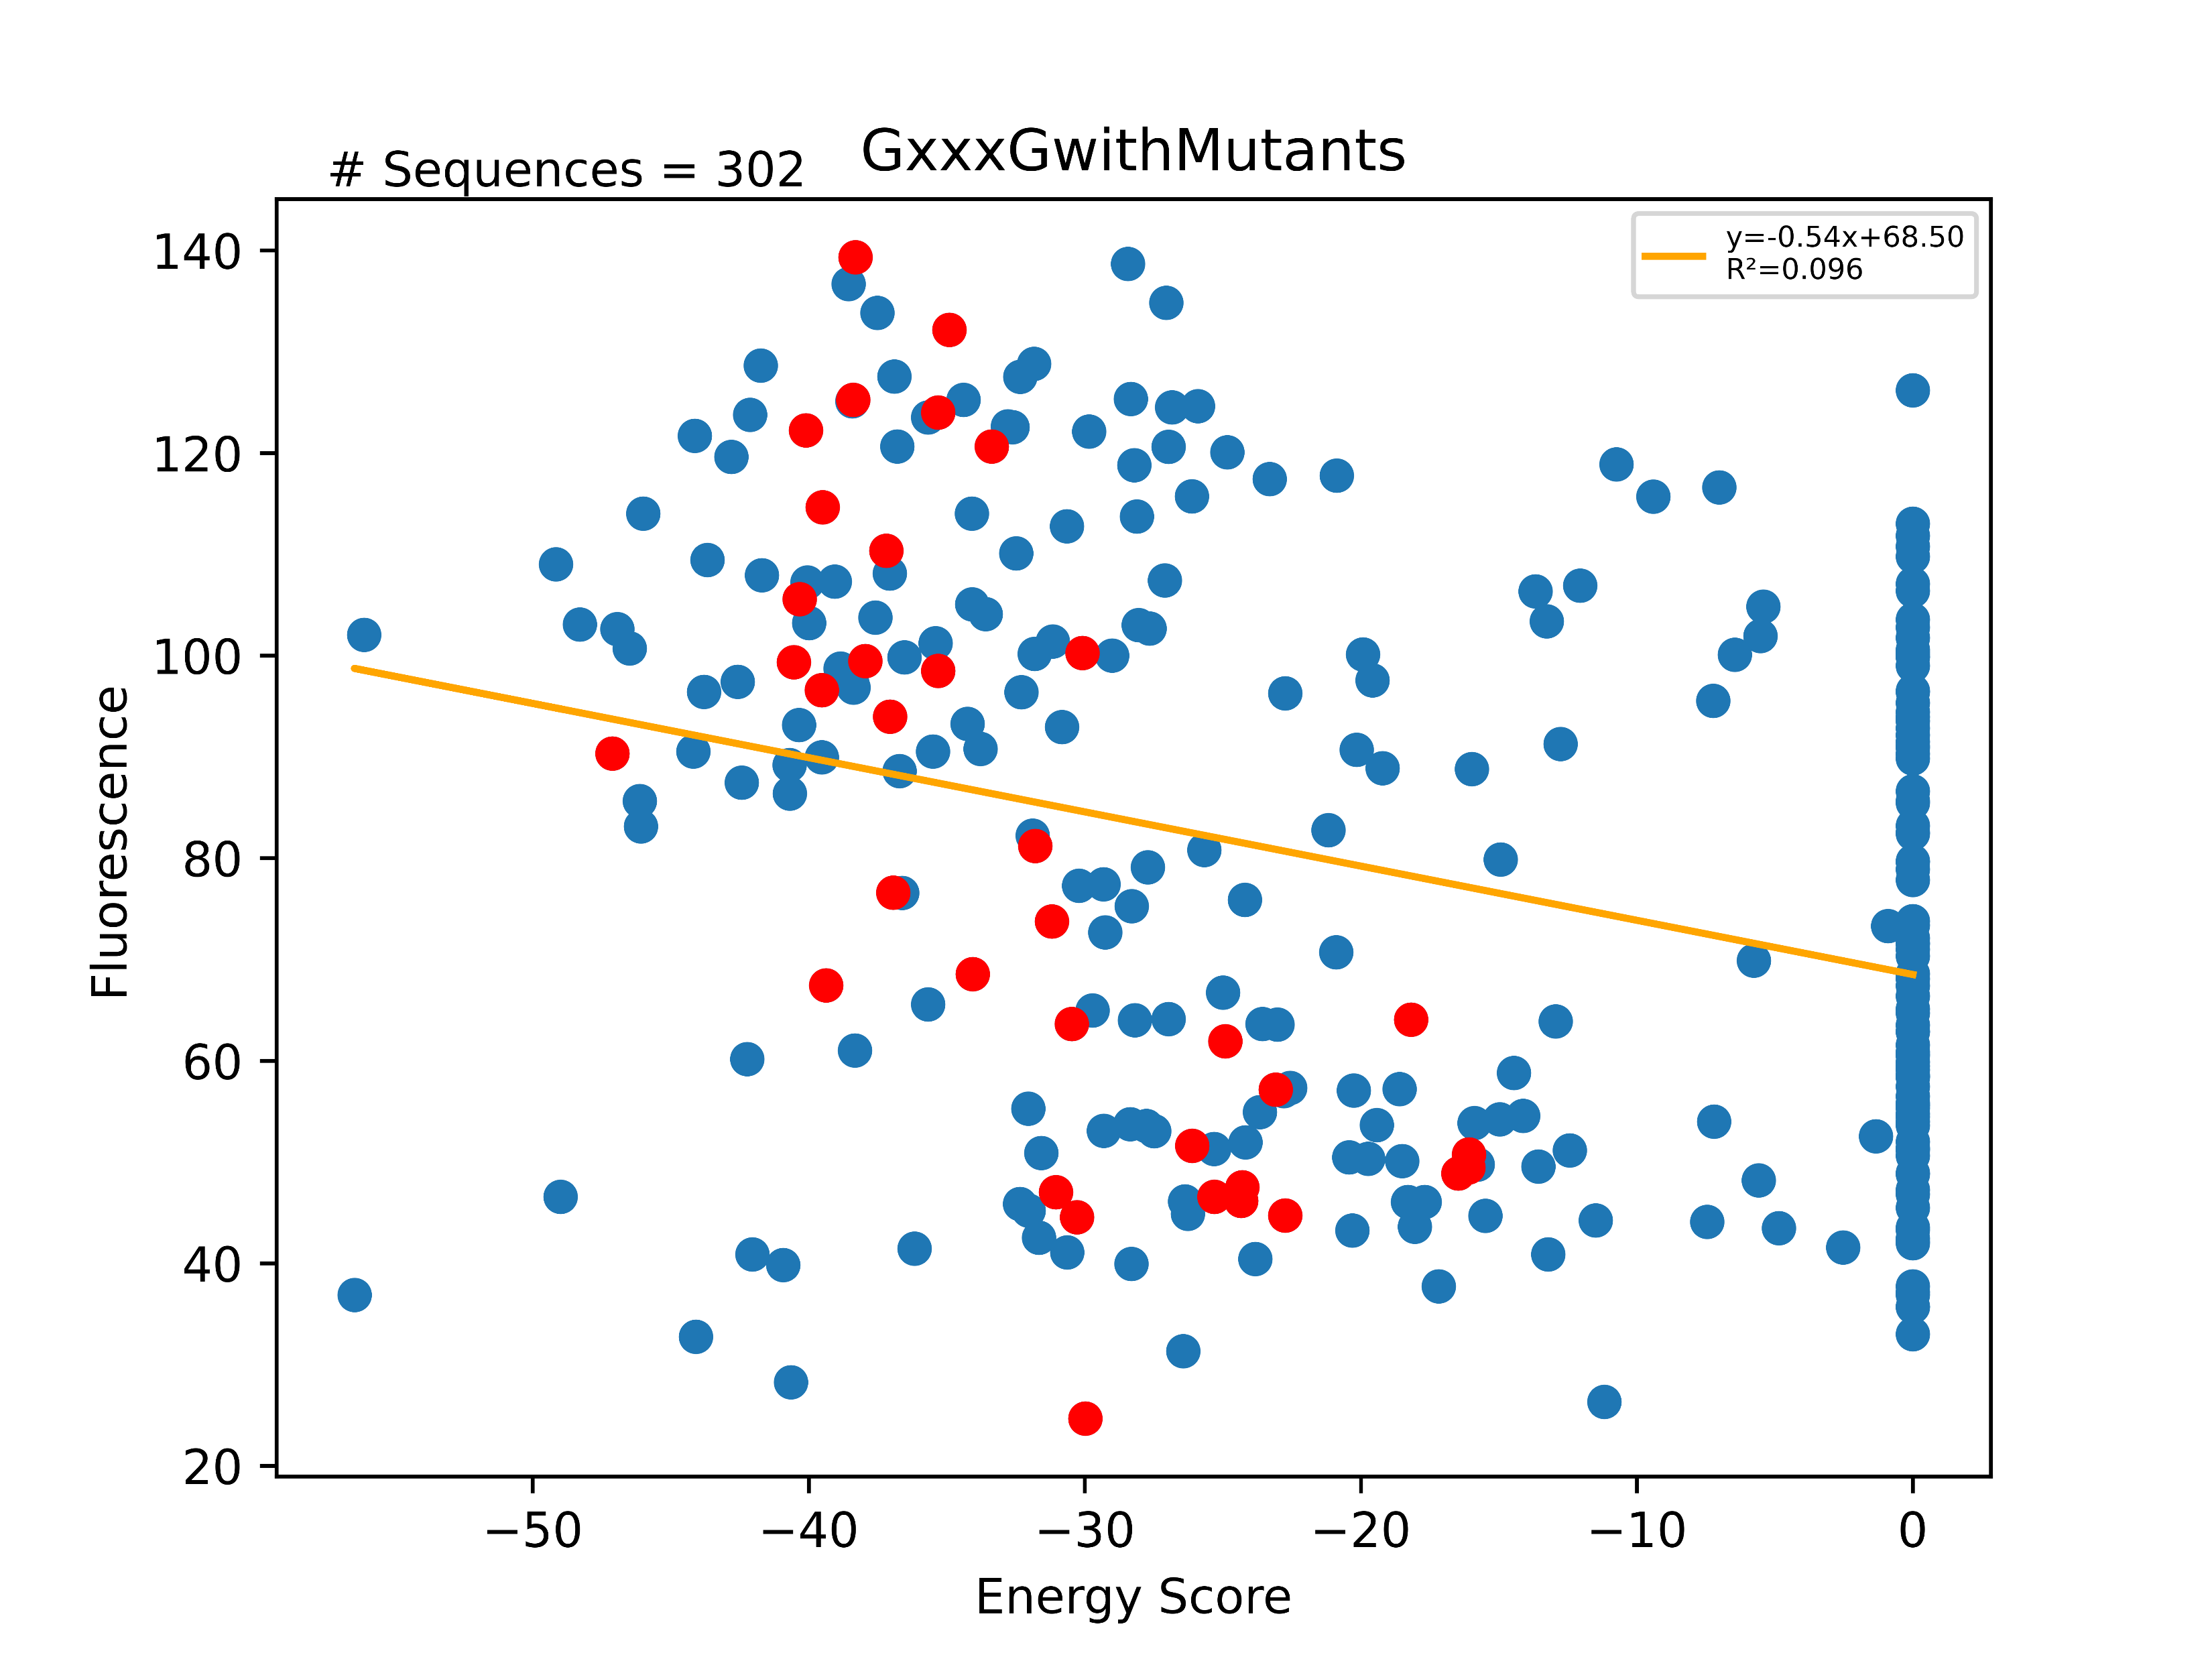 # Sequences = 302
GxxxGwithMutants
y=-0.54x+68.50
R²=0.096
140
120
100
80
60
40
20
Fluorescence
−50
−40
−30
−20
−10
0
Energy Score